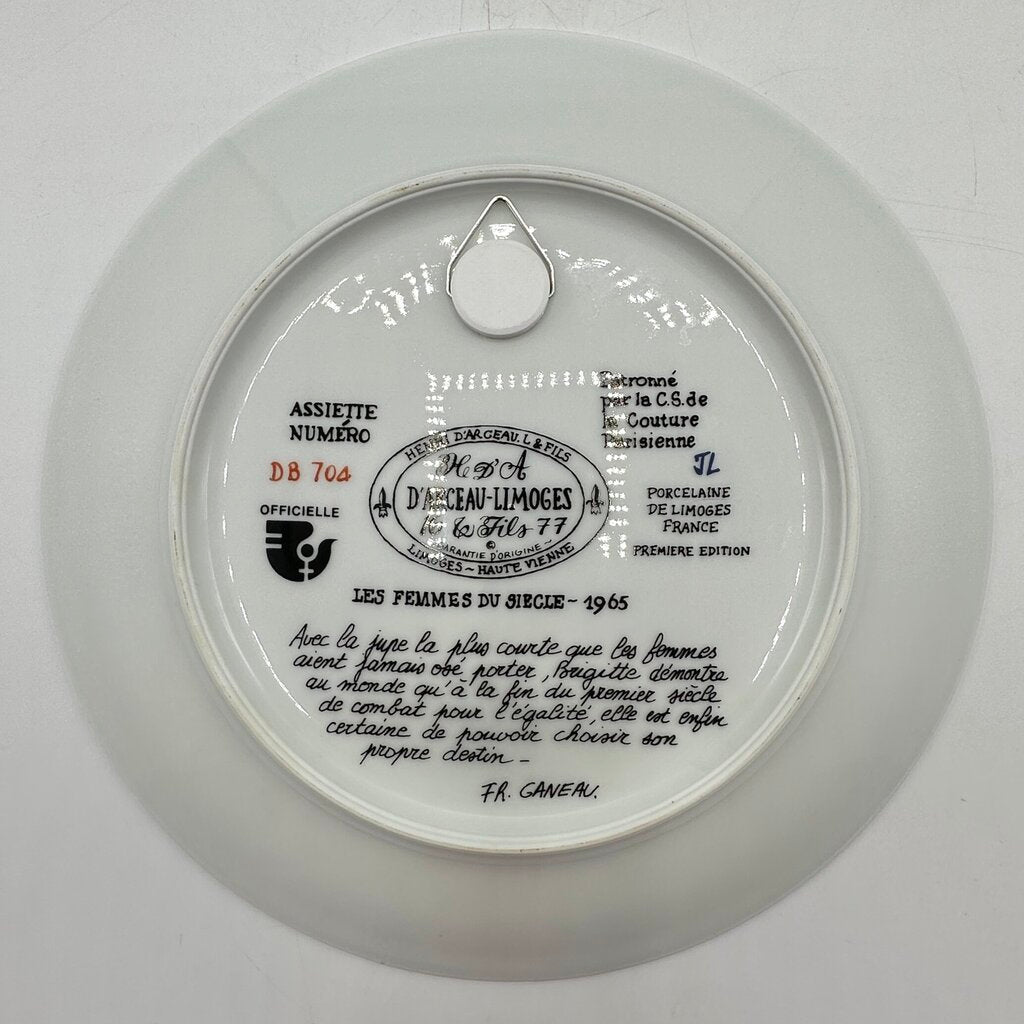 ASSIETTE
NUMÉRO
DB 704
OFFICIELLE
Patronné
par la C.S. de
la Couture
Parisienne
JL
PORCELAINE
DE LIMOGES
FRANCE
PREMIERE EDITION
HENRI D'ARCEAU. L & FILS
H D'A
D'ARCEAU-LIMOGES
& Fils 77
©
GARANTIE D'ORIGINE ~
LIMOGES ~ HAUTE VIENNE
LES FEMMES DU SIECLE ~ 1965
Avec la jupe la plus courte que les femmes
aient jamais osé porter, Brigitte démontre
au monde qu'à la fin du premier siècle
de combat pour l'égalité, elle est enfin
certaine de pouvoir choisir son
propre destin -
FR. GANEAU.